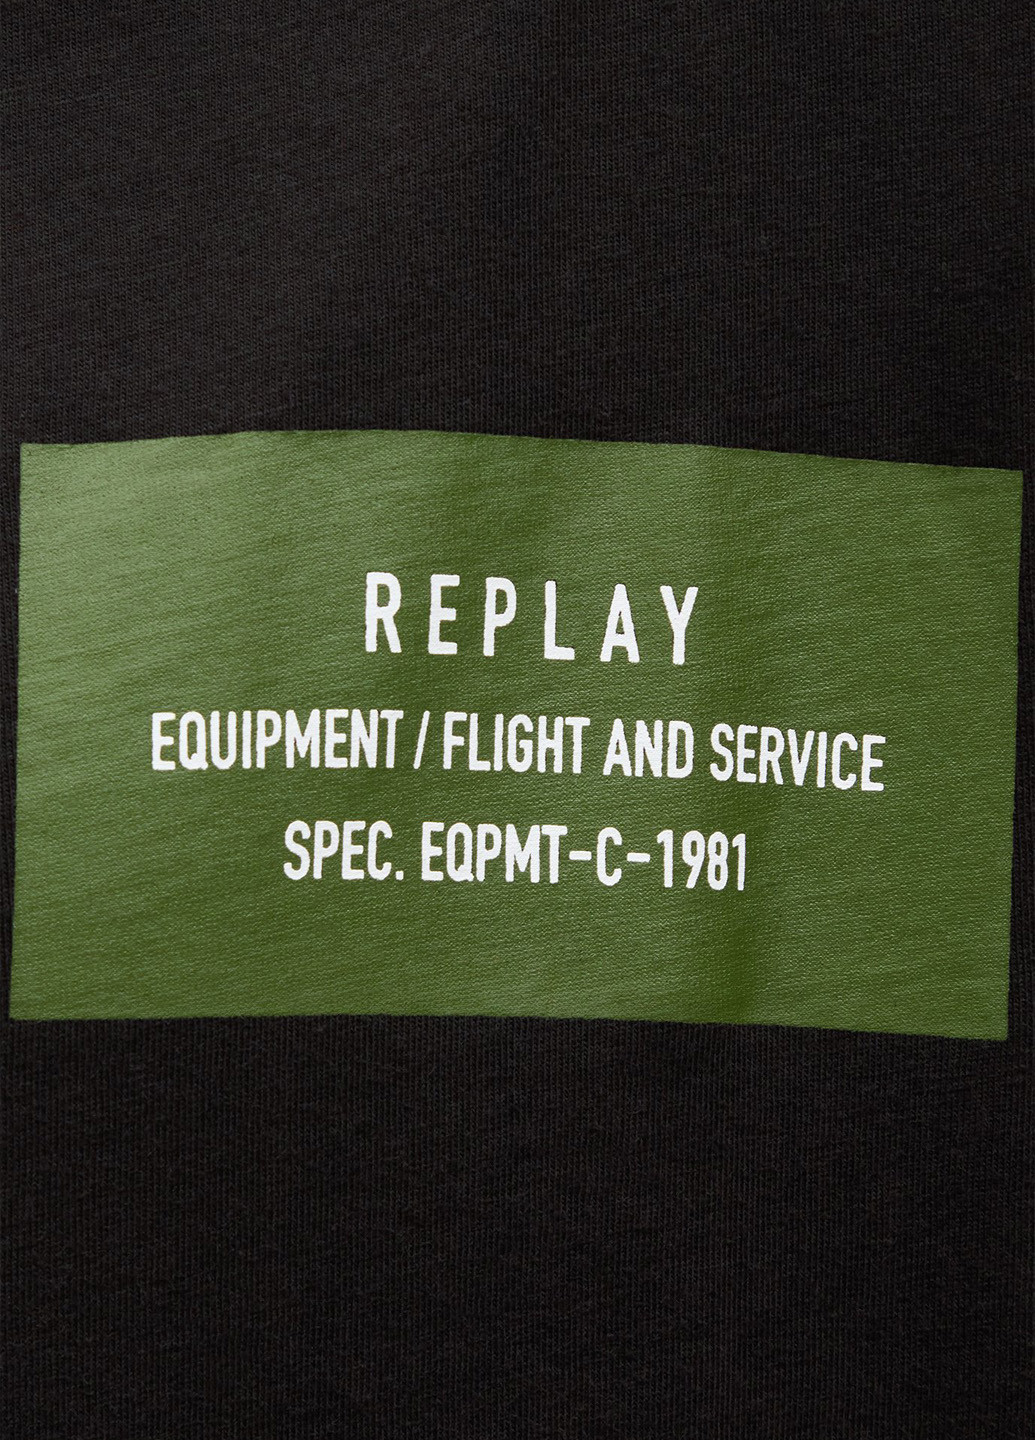 REPLAY
EQUIPMENT / FLIGHT AND SERVICE
SPEC. EQPMT-C-1981